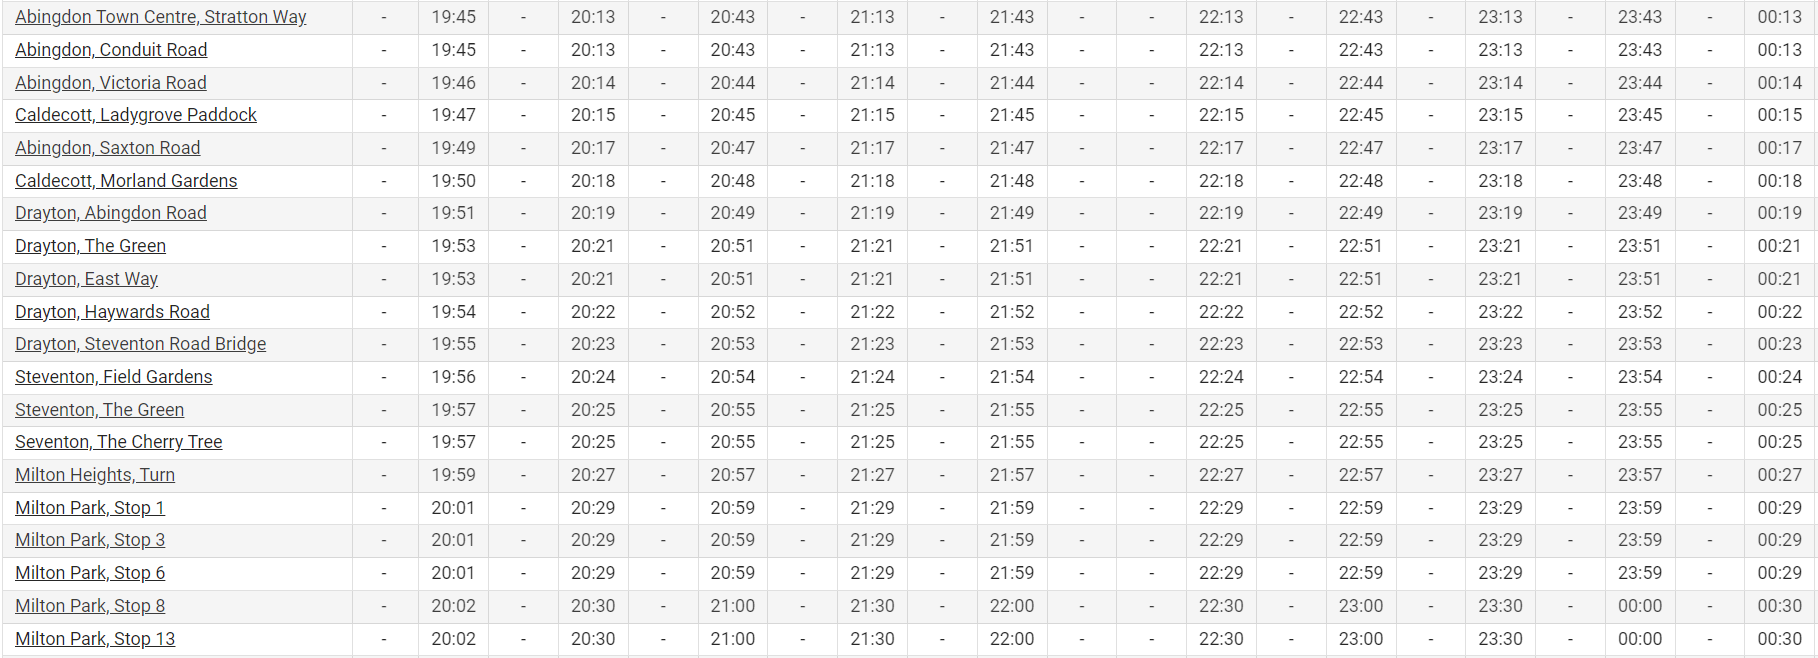 Abingdon Town Centre, Stratton Way - 19:45 - 20:13 - 20:43 - 21:13 - 21:43 - - 22:13 - 22:43 - 23:13 - 23:43 - 00:13
Abingdon, Conduit Road - 19:45 - 20:13 - 20:43 - 21:13 - 21:43 - - 22:13 - 22:43 - 23:13 - 23:43 - 00:13
Abingdon, Victoria Road - 19:46 - 20:14 - 20:44 - 21:14 - 21:44 - - 22:14 - 22:44 - 23:14 - 23:44 - 00:14
Caldecott, Ladygrove Paddock - 19:47 - 20:15 - 20:45 - 21:15 - 21:45 - - 22:15 - 22:45 - 23:15 - 23:45 - 00:15
Abingdon, Saxton Road - 19:49 - 20:17 - 20:47 - 21:17 - 21:47 - - 22:17 - 22:47 - 23:17 - 23:47 - 00:17
Caldecott, Morland Gardens - 19:50 - 20:18 - 20:48 - 21:18 - 21:48 - - 22:18 - 22:48 - 23:18 - 23:48 - 00:18
Drayton, Abingdon Road - 19:51 - 20:19 - 20:49 - 21:19 - 21:49 - - 22:19 - 22:49 - 23:19 - 23:49 - 00:19
Drayton, The Green - 19:53 - 20:21 - 20:51 - 21:21 - 21:51 - - 22:21 - 22:51 - 23:21 - 23:51 - 00:21
Drayton, East Way - 19:53 - 20:21 - 20:51 - 21:21 - 21:51 - - 22:21 - 22:51 - 23:21 - 23:51 - 00:21
Drayton, Haywards Road - 19:54 - 20:22 - 20:52 - 21:22 - 21:52 - - 22:22 - 22:52 - 23:22 - 23:52 - 00:22
Drayton, Steventon Road Bridge - 19:55 - 20:23 - 20:53 - 21:23 - 21:53 - - 22:23 - 22:53 - 23:23 - 23:53 - 00:23
Steventon, Field Gardens - 19:56 - 20:24 - 20:54 - 21:24 - 21:54 - - 22:24 - 22:54 - 23:24 - 23:54 - 00:24
Steventon, The Green - 19:57 - 20:25 - 20:55 - 21:25 - 21:55 - - 22:25 - 22:55 - 23:25 - 23:55 - 00:25
Seventon, The Cherry Tree - 19:57 - 20:25 - 20:55 - 21:25 - 21:55 - - 22:25 - 22:55 - 23:25 - 23:55 - 00:25
Milton Heights, Turn - 19:59 - 20:27 - 20:57 - 21:27 - 21:57 - - 22:27 - 22:57 - 23:27 - 23:57 - 00:27
Milton Park, Stop 1 - 20:01 - 20:29 - 20:59 - 21:29 - 21:59 - - 22:29 - 22:59 - 23:29 - 23:59 - 00:29
Milton Park, Stop 3 - 20:01 - 20:29 - 20:59 - 21:29 - 21:59 - - 22:29 - 22:59 - 23:29 - 23:59 - 00:29
Milton Park, Stop 6 - 20:01 - 20:29 - 20:59 - 21:29 - 21:59 - - 22:29 - 22:59 - 23:29 - 23:59 - 00:29
Milton Park, Stop 8 - 20:02 - 20:30 - 21:00 - 21:30 - 22:00 - - 22:30 - 23:00 - 23:30 - 00:00 - 00:30
Milton Park, Stop 13 - 20:02 - 20:30 - 21:00 - 21:30 - 22:00 - - 22:30 - 23:00 - 23:30 - 00:00 - 00:30